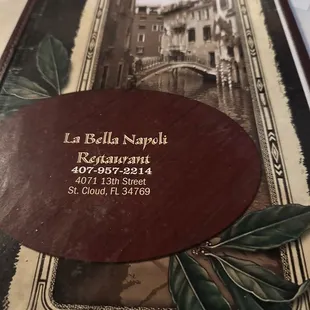 La Bella Napoli
Restaurant
407-957-2214
4071 13th Street
St. Cloud, FL 34769